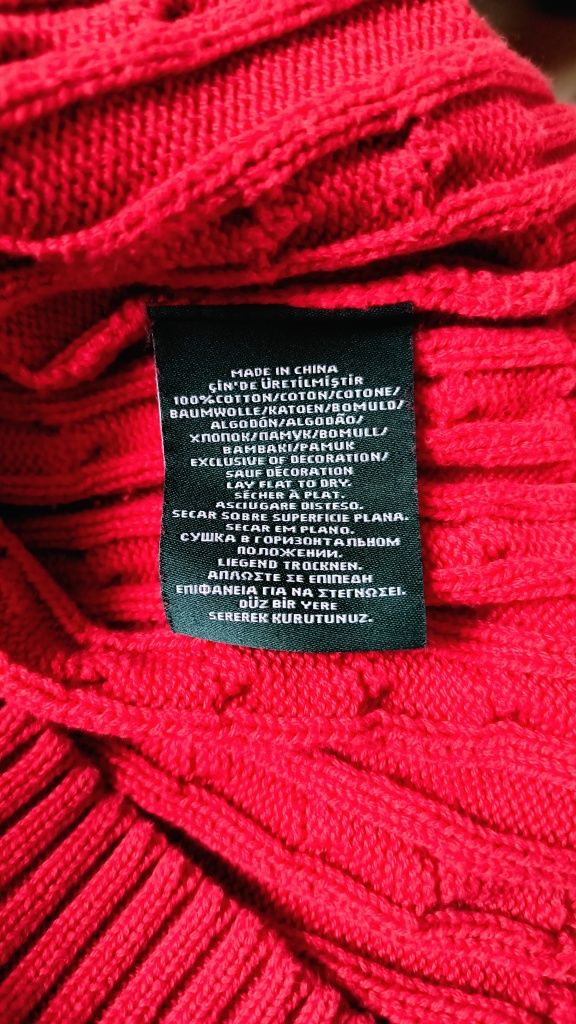 MADE IN CHINA
ÇİN'DE ÜRETİLMİŞTİR
100%COTTON/COTON/COTONE/
BAUMWOLLE/KATOEN/BOMULD/
ALGODÓN/ALGODÃO/
ХЛОПОК/ПАМУК/BOMULL/
BAMBAKI/PAMUK
EXCLUSIVE OF DECORATION/
SAUF DÉCORATION
LAY FLAT TO DRY.
SÉCHER À PLAT.
ASCIUGARE DISTESO.
SECAR SOBRE SUPERFICIE PLANA.
SECAR EM PLANO.
СУШКА В ГОРИЗОНТАЛЬНОМ
ПОЛОЖЕНИИ.
LIEGEND TROCKNEN.
ΑΠΛΩΣΤΕ ΣΕ ΕΠΙΠΕΔΗ
ΕΠΙΦΑΝΕΙΑ ΓΙΑ ΝΑ ΣΤΕΓΝΩΣΕΙ.
DÜZ BİR YERE
SEREREK KURUTUNUZ.